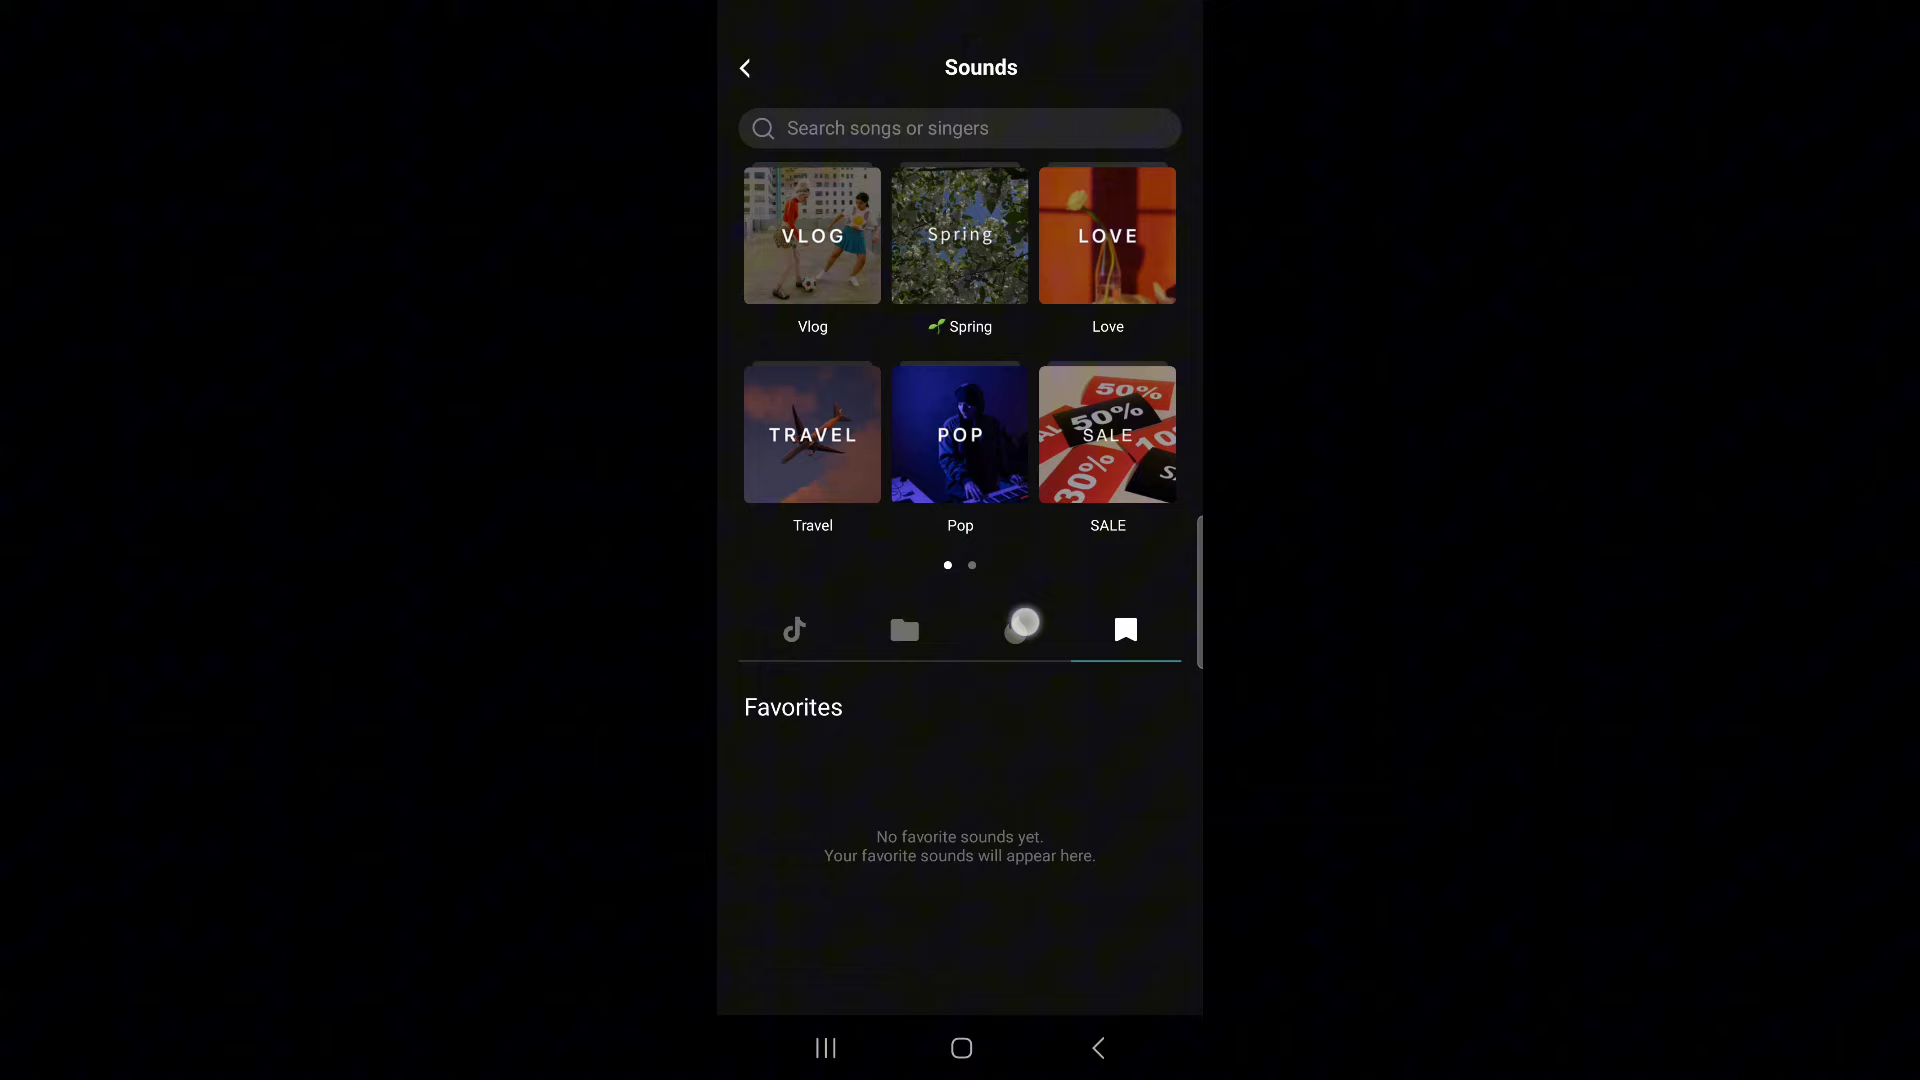 Sounds
Search songs or singers
VLOG
Spring
LOVE
Vlog
Spring
Love
TRAVEL
POP
50%
50%
SALE
30%
Travel
Pop
SALE
Favorites
No favorite sounds yet.
Your favorite sounds will appear here.